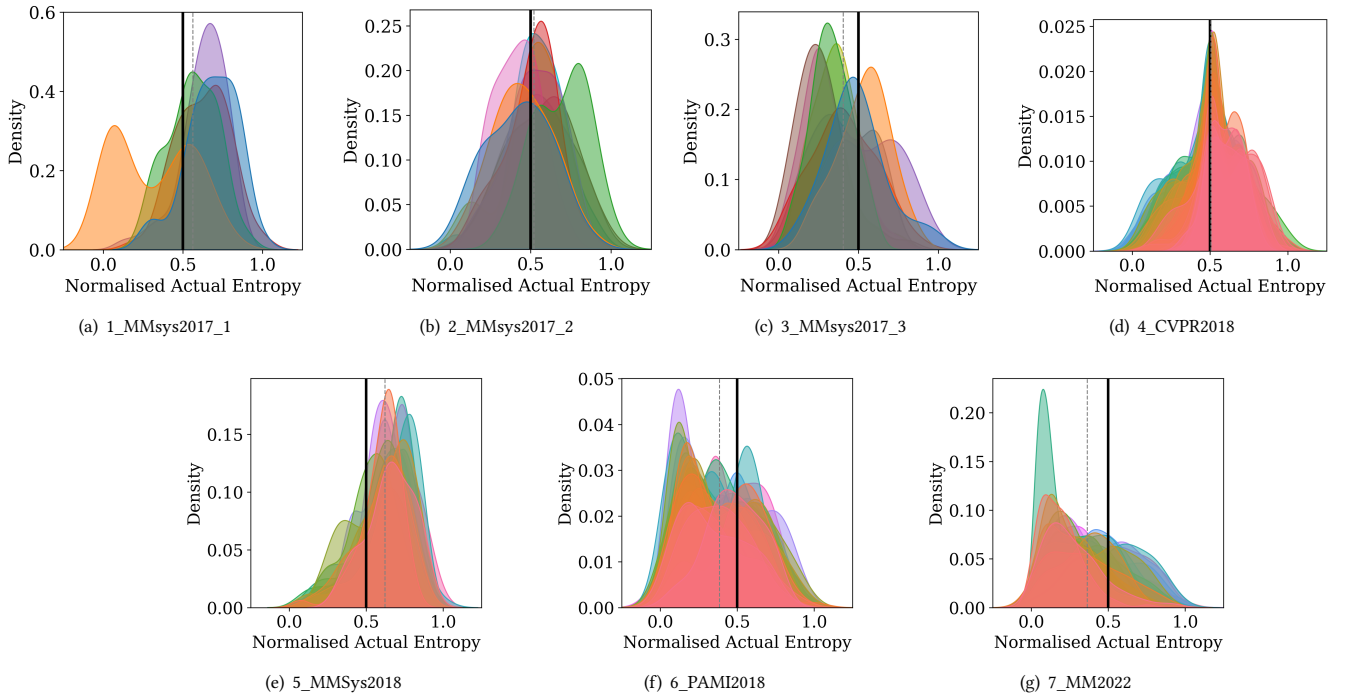 0.6
0.4
0.2
0.0
Density
0.0 0.5 1.0
Normalised Actual Entropy
(a) 1_MMsys2017_1
0.25
0.20
0.15
0.10
0.05
0.00
Density
0.0 0.5 1.0
Normalised Actual Entropy
(b) 2_MMsys2017_2
0.3
0.2
0.1
0.0
Density
0.0 0.5 1.0
Normalised Actual Entropy
(c) 3_MMsys2017_3
0.025
0.020
0.015
0.010
0.005
0.000
Density
0.0 0.5 1.0
Normalised Actual Entropy
(d) 4_CVPR2018
0.15
0.10
0.05
0.00
Density
0.0 0.5 1.0
Normalised Actual Entropy
(e) 5_MMSys2018
0.05
0.04
0.03
0.02
0.01
0.00
Density
0.0 0.5 1.0
Normalised Actual Entropy
(f) 6_PAMI2018
0.20
0.15
0.10
0.05
0.00
Density
0.0 0.5 1.0
Normalised Actual Entropy
(g) 7_MM2022